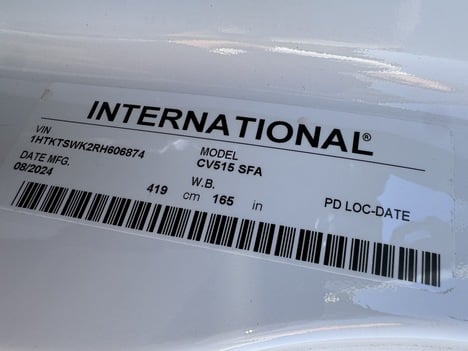 INTERNATIONAL®
VIN MODEL
1HTKTSWK2RH606874 CV515 SFA
DATE MFG. W.B.
08/2024 419 cm 165 in PD LOC-DATE